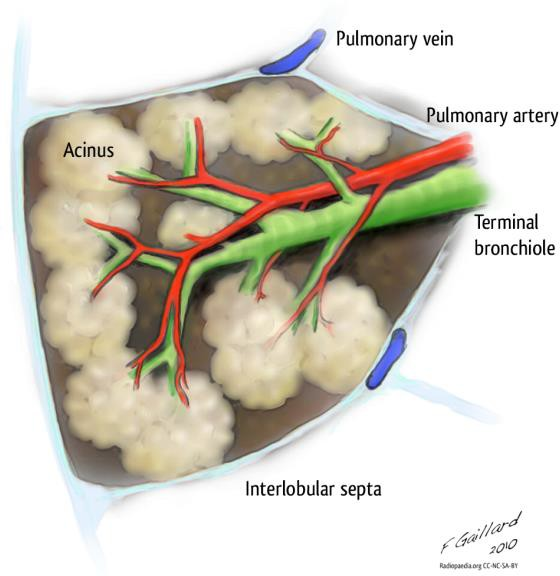 Pulmonary vein
Pulmonary artery
Acinus
Terminal
bronchiole
Interlobular septa
F Gaillard
2010
Radiopaedia.org CC-NC-SA-BY